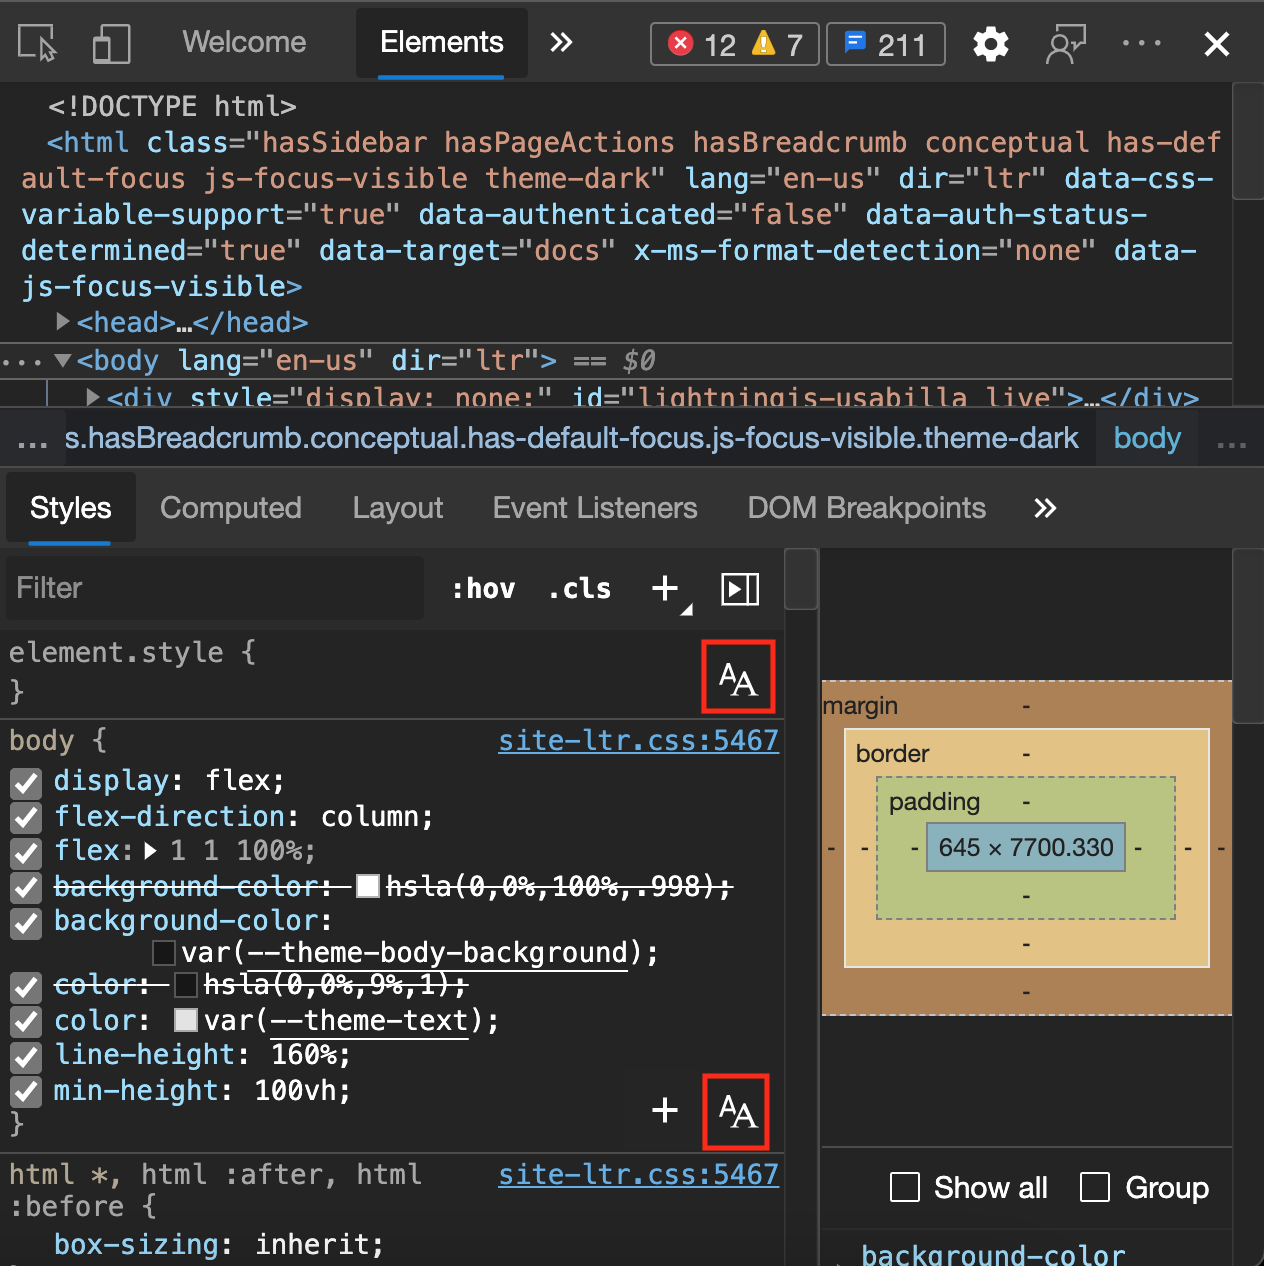 Welcome Elements » 12 7 211
<!DOCTYPE html>
<html class="hasSidebar hasPageActions hasBreadcrumb conceptual has-def
ault-focus js-focus-visible theme-dark" lang="en-us" dir="ltr" data-css-
variable-support="true" data-authenticated="false" data-auth-status-
determined="true" data-target="docs" x-ms-format-detection="none" data-
js-focus-visible>
<head>…</head>
<body lang="en-us" dir="ltr"> == $0
<div style="display: none;" id="lightningjs-usabilla_live">…</div>
... s.hasBreadcrumb.conceptual.has-default-focus.js-focus-visible.theme-dark body ...
Styles Computed Layout Event Listeners DOM Breakpoints »
Filter :hov .cls +
element.style {
AA
}
body { site-ltr.css:5467
display: flex;
flex-direction: column;
flex: 1 1 100%;
background-color: hsla(0,0%,100%,.998);
background-color:
var(--theme-body-background);
color: hsla(0,0%,9%,1);
color: var(--theme-text);
line-height: 160%;
min-height: 100vh;
+ AA
}
html *, html :after, html site-ltr.css:5467
:before {
box-sizing: inherit;
margin -
border -
padding -
- - - 645 × 7700.330 - - -
-
-
-
Show all Group
background-color